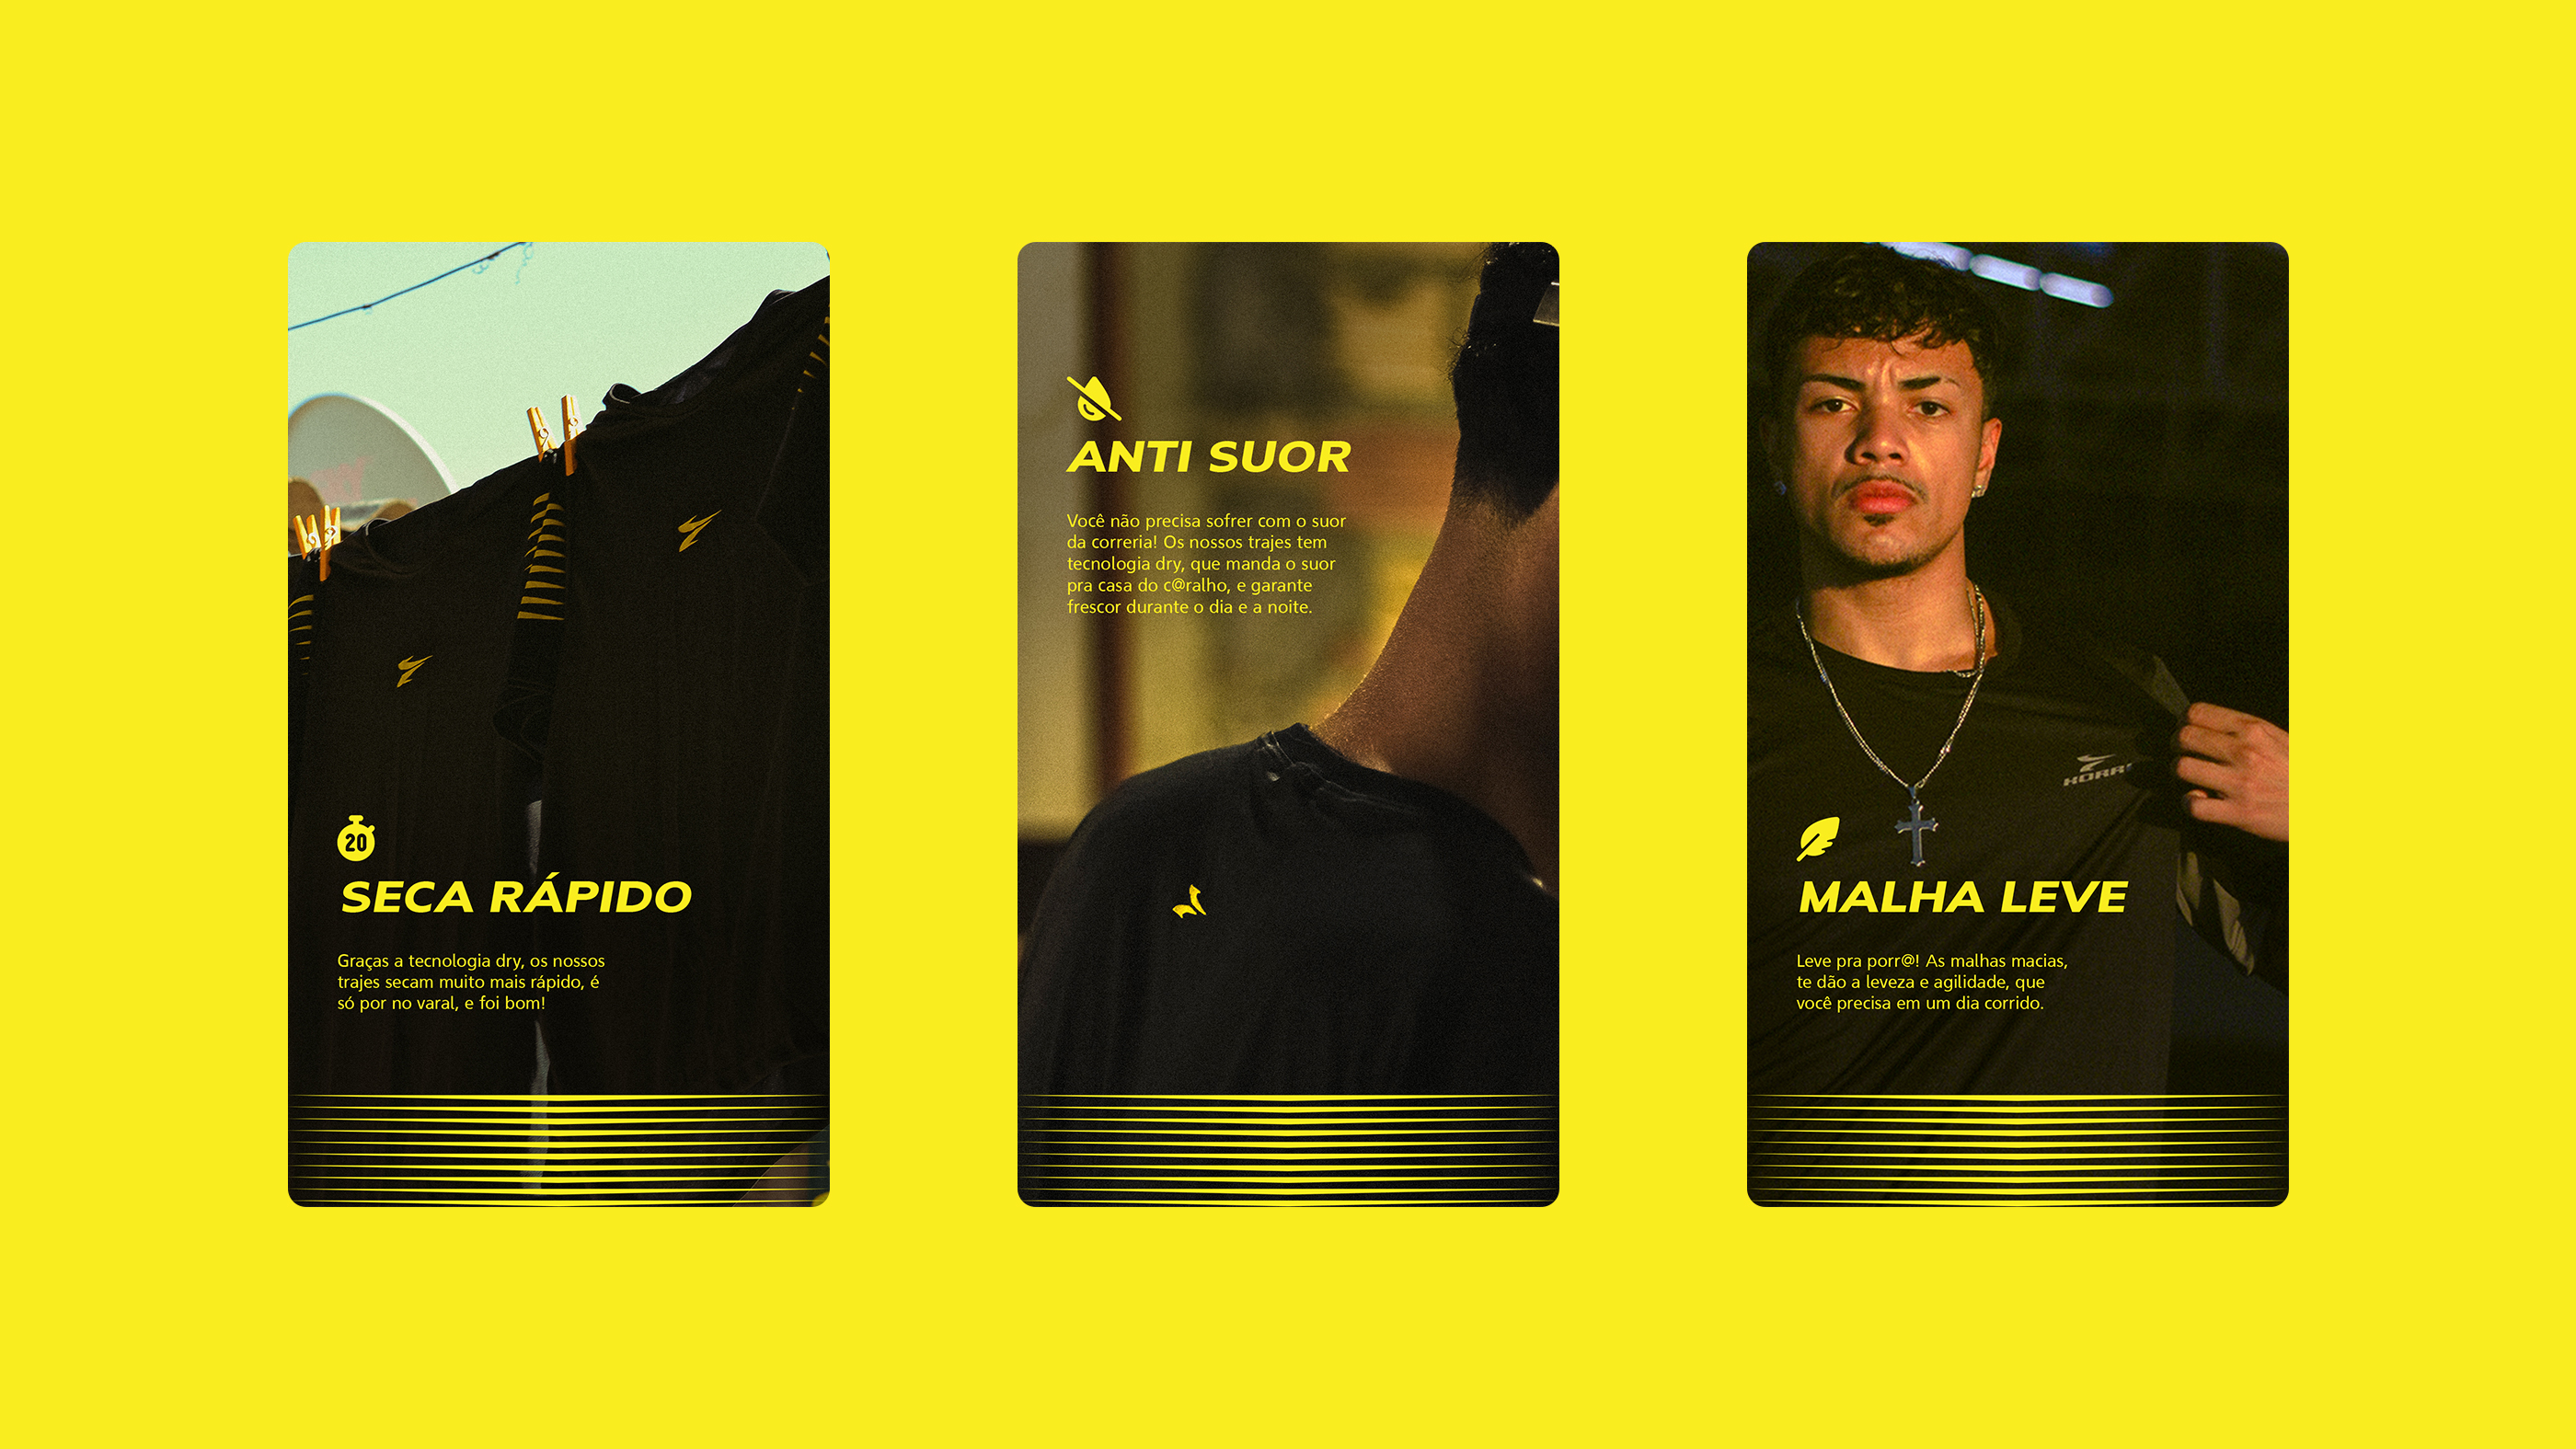 20
SECA RÁPIDO
Graças a tecnologia dry, os nossos
trajes secam muito mais rápido, é
só por no varal, e foi bom!
ANTI SUOR
Você não precisa sofrer com o suor
da correria! Os nossos trajes tem
tecnologia dry, que manda o suor
pra casa do c@ralho, e garante
frescor durante o dia e a noite.
MALHA LEVE
Leve pra porr@! As malhas macias,
te dão a leveza e agilidade, que
você precisa em um dia corrido.